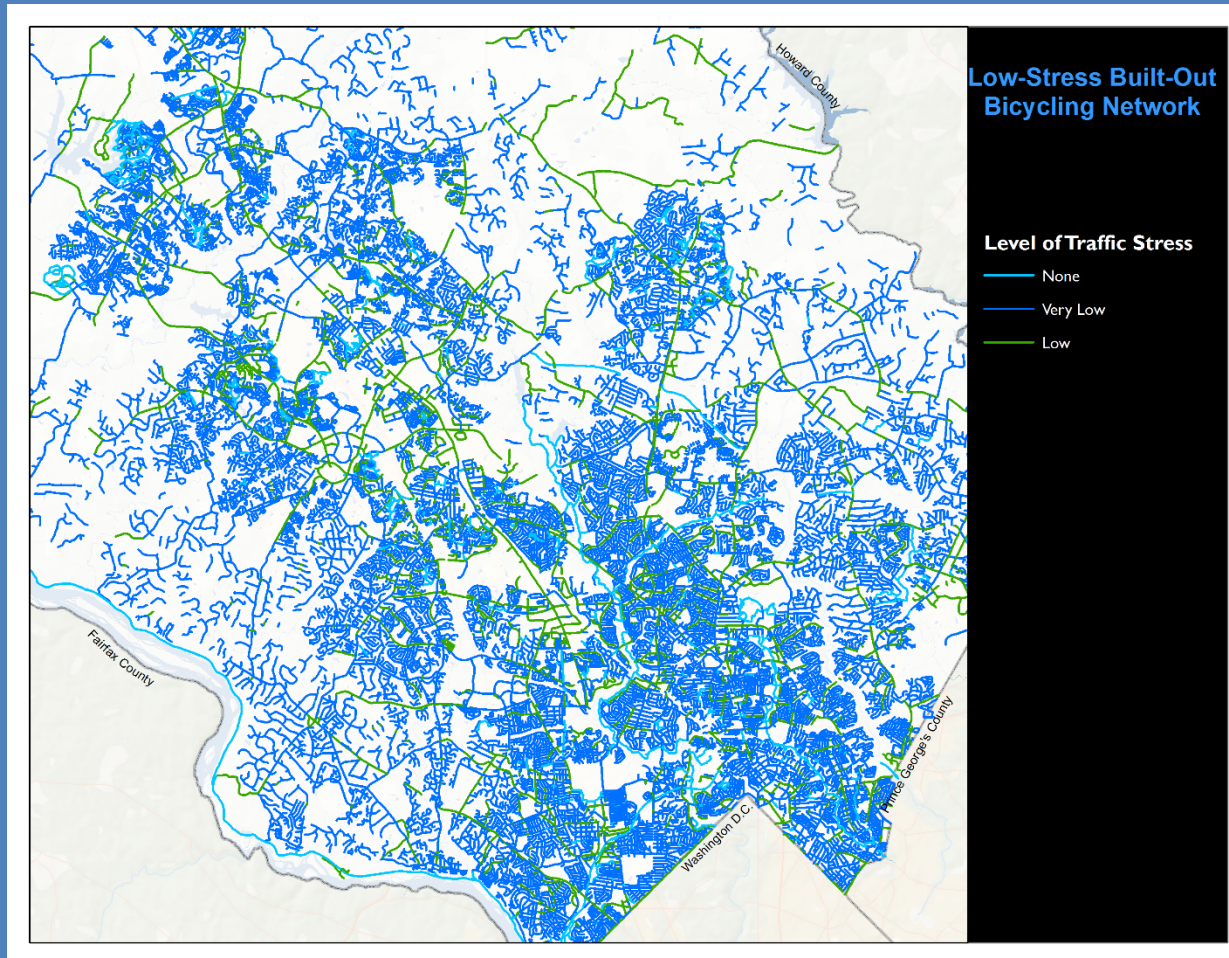 Howard County
Low-Stress Built-Out
Bicycling Network
Level of Traffic Stress
None
Very Low
Low
Fairfax County
Prince George's County
Washington D.C.